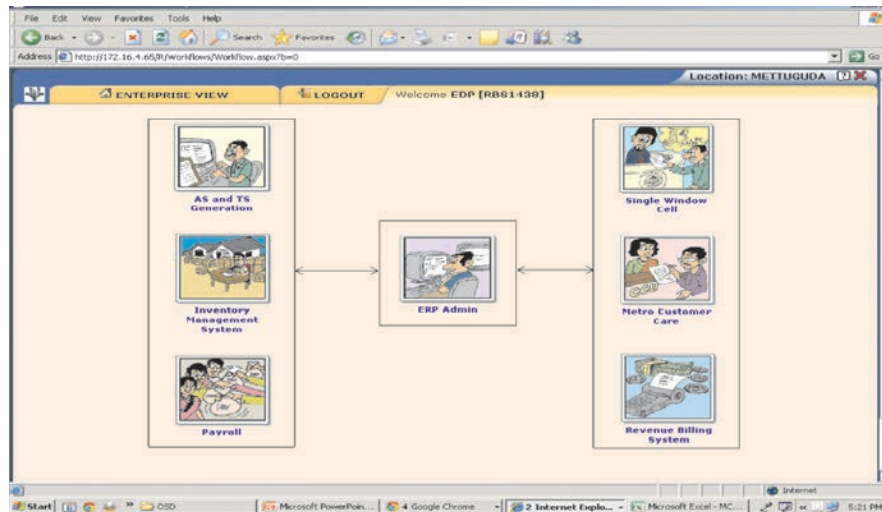 File Edit View Favorites Tools Help
Back Search Favorites
Address http://172.16.4.65/R/Workflows/Workflow.aspx?b=0 Go
Location: METTUGUDA
ENTERPRISE VIEW LOGOUT Welcome EDP [RBS1438]
AS and TS
Generation
Inventory
Management
System
Payroll
ERP Admin
Single Window
Cell
Metro Customer
Care
Revenue Billing
System
Internet
Start OSD Microsoft PowerPoin... 4 Google Chrome 2 Internet Explo... Microsoft Excel - MC... 5:21 PM